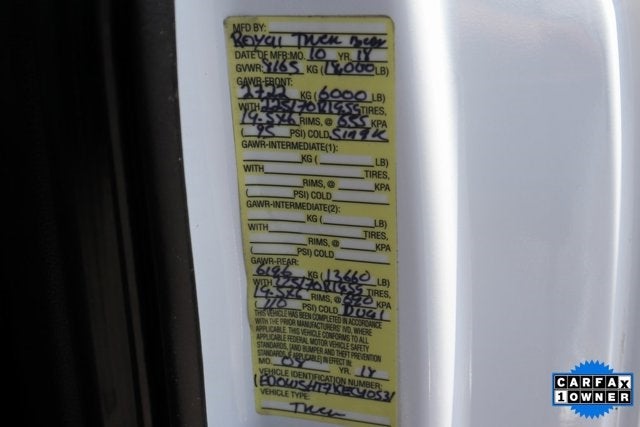 MFD BY:
Royal Truck Body
DATE OF MFR: MO. 10 YR. 18
GVWR: 8165 KG (18,000 LB)
GAWR-FRONT:
2722 KG (6000 LB)
WITH 225/70R19.5G TIRES,
19.5X6 RIMS, @ 655 KPA
(95 PSI) COLD Single
GAWR-INTERMEDIATE(1):
KG ( LB)
WITH TIRES,
RIMS, @ KPA
( PSI) COLD
GAWR-INTERMEDIATE(2):
KG ( LB)
WITH TIRES,
RIMS, @ KPA
( PSI) COLD
GAWR-REAR:
6196 KG (13660 LB)
WITH 225/70R19.5G TIRES,
19.5X6 RIMS, @ KPA
(110 PSI) COLD Dual
THIS VEHICLE HAS BEEN COMPLETED IN ACCORDANCE
WITH THE PRIOR MANUFACTURERS' IVD, WHERE
APPLICABLE. THIS VEHICLE CONFORMS TO ALL
APPLICABLE FEDERAL MOTOR VEHICLE SAFETY
STANDARDS, [AND BUMPER AND THEFT PREVENTION
STANDARDS, IF APPLICABLE] IN EFFECT IN
MO. 08 YR. 18
VEHICLE IDENTIFICATION NUMBER:
VEHICLE TYPE:
Truck
CARFAX
1 OWNER